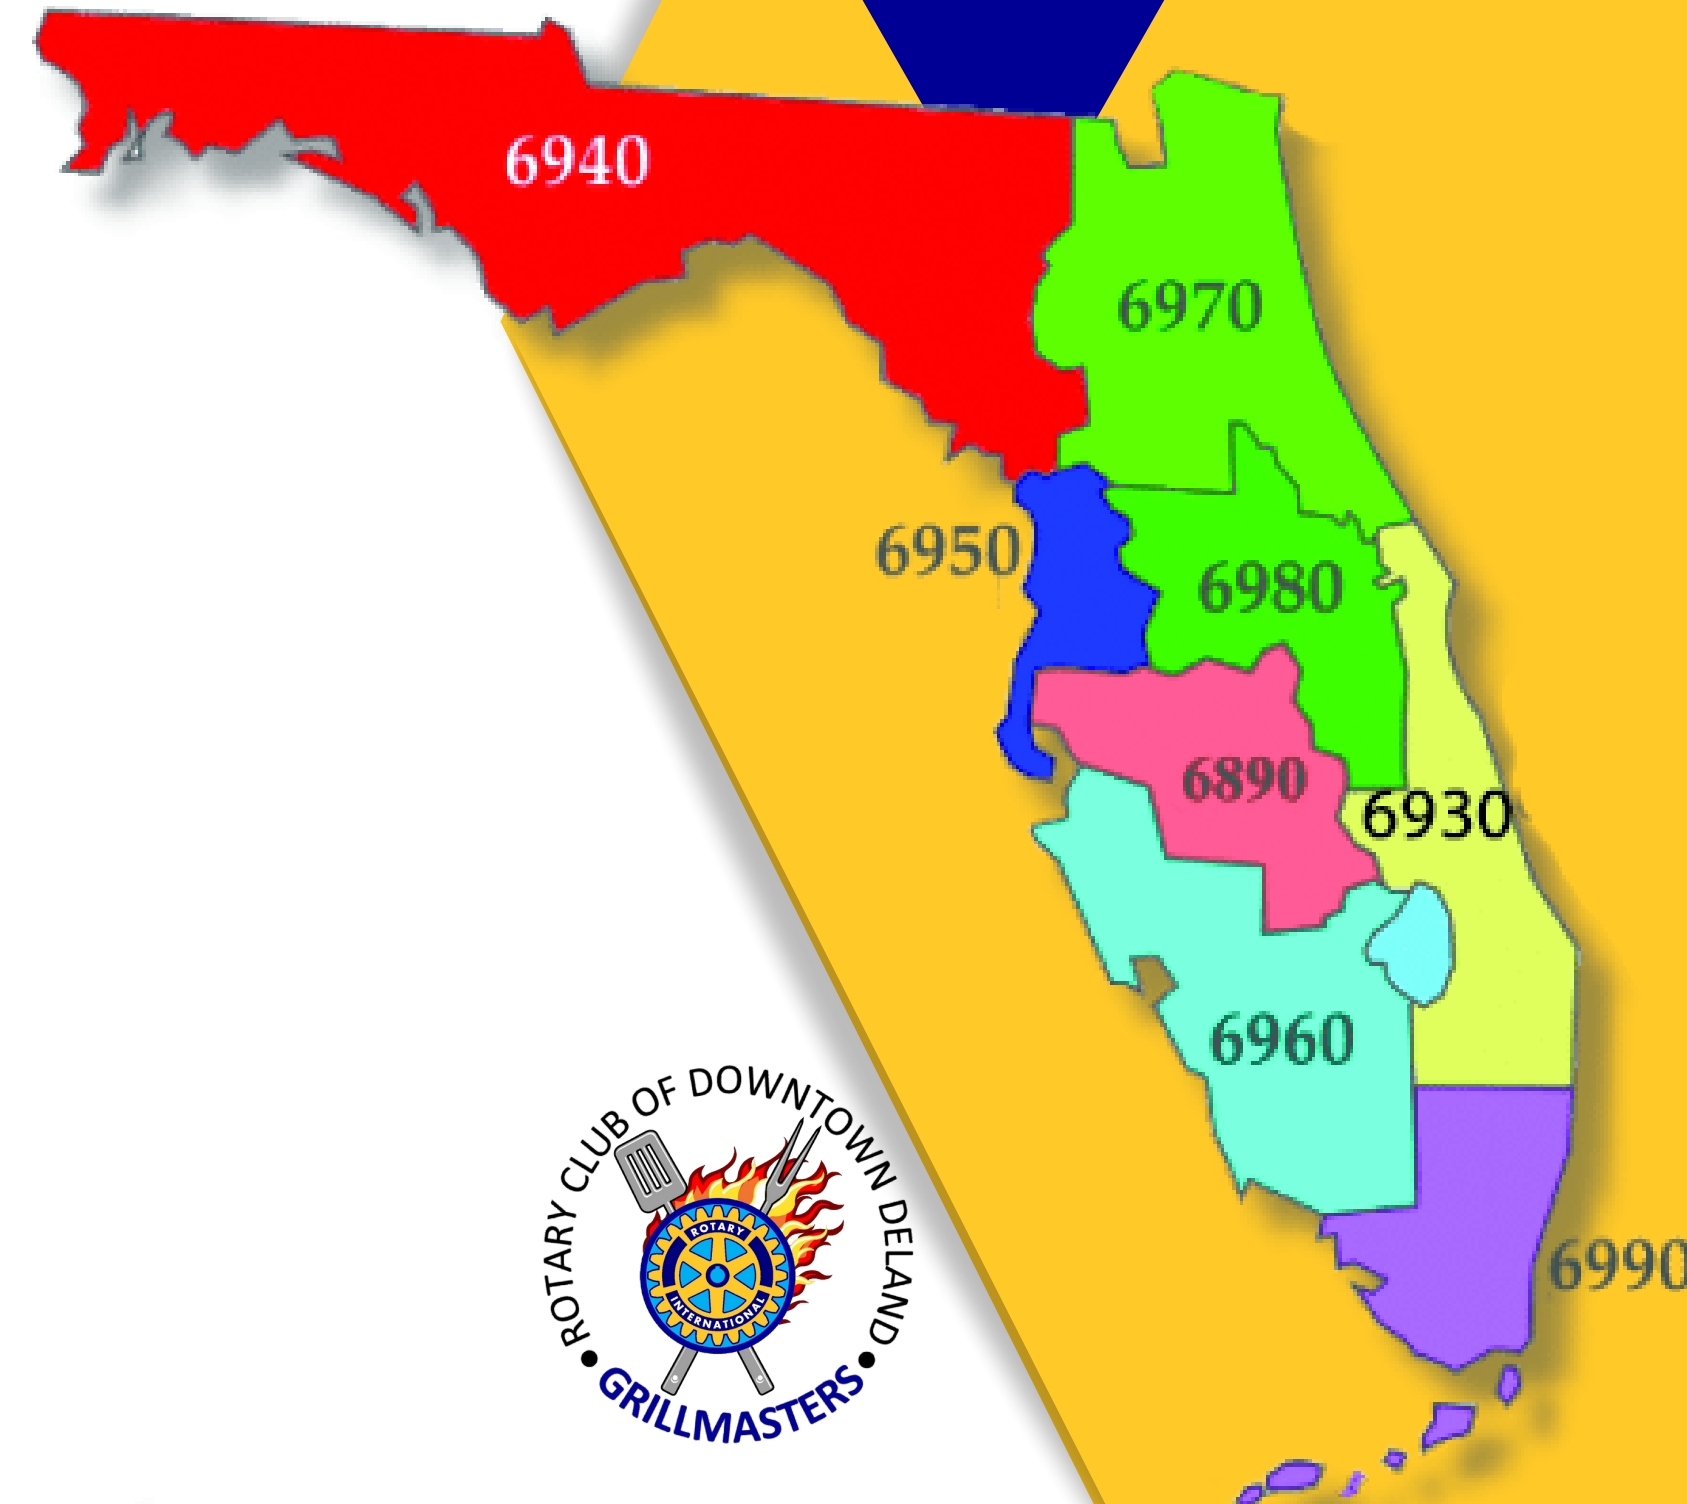 6940
6970
6950
6980
6890
6930
6960
6990
ROTARY CLUB OF DOWNTOWN DELAND
ROTARY
INTERNATIONAL
GRILLMASTERS